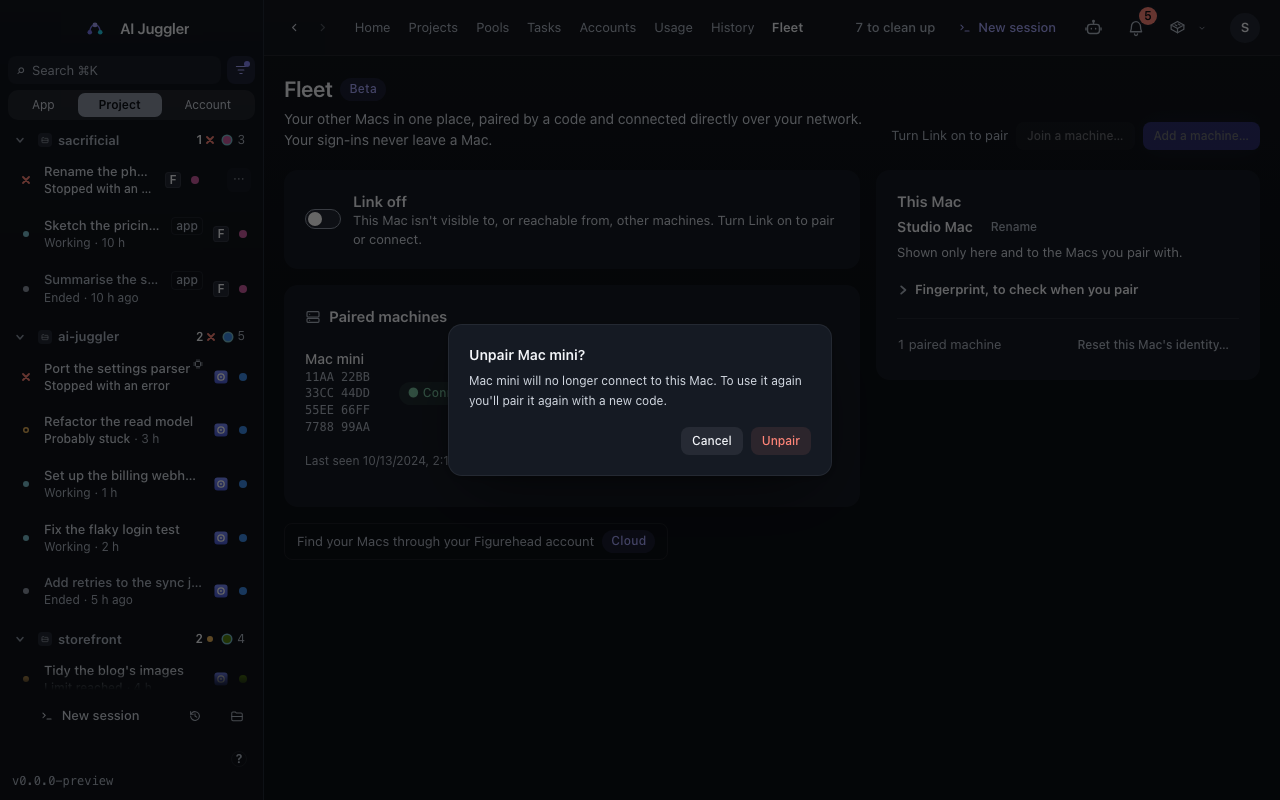 AI Juggler
Search ⌘K
App
Project
Account
sacrificial
1
3
Rename the ph...
Stopped with an ...
F
Sketch the pricin...
app
Working · 10 h
F
Summarise the s...
app
Ended · 10 h ago
F
ai-juggler
2
5
Port the settings parser
Stopped with an error
Refactor the read model
Probably stuck · 3 h
Set up the billing webh...
Working · 1 h
Fix the flaky login test
Working · 2 h
Add retries to the sync j...
Ended · 5 h ago
storefront
2
4
Tidy the blog's images
New session
?
v0.0.0-preview
Home
Projects
Pools
Tasks
Accounts
Usage
History
Fleet
7 to clean up
New session
5
S
Fleet
Beta
Your other Macs in one place, paired by a code and connected directly over your network.
Your sign-ins never leave a Mac.
Turn Link on to pair
Join a machine...
Add a machine...
Link off
This Mac isn't visible to, or reachable from, other machines. Turn Link on to pair
or connect.
Paired machines
Mac mini
11AA 22BB
33CC 44DD
55EE 66FF
7788 99AA
Last seen 10/13/2024,
Unpair Mac mini?
Mac mini will no longer connect to this Mac. To use it again
you'll pair it again with a new code.
Cancel
Unpair
Find your Macs through your Figurehead account
Cloud
This Mac
Studio Mac
Rename
Shown only here and to the Macs you pair with.
Fingerprint, to check when you pair
1 paired machine
Reset this Mac's identity...